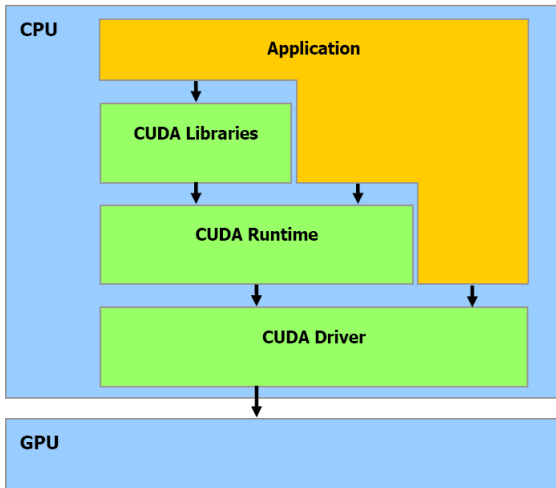 CPU
Application
CUDA Libraries
CUDA Runtime
CUDA Driver
GPU